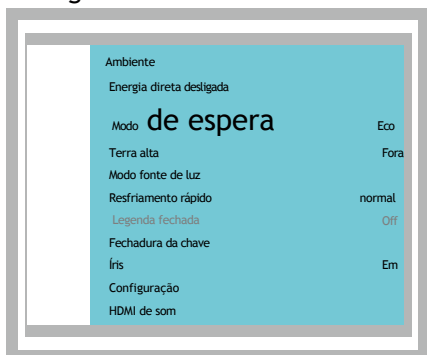 Ambiente
Energia direta desligada
Modo de espera Eco
Terra alta Fora
Modo fonte de luz
Resfriamento rápido normal
Legenda fechada Off
Fechadura da chave
Íris Em
Configuração
HDMI de som